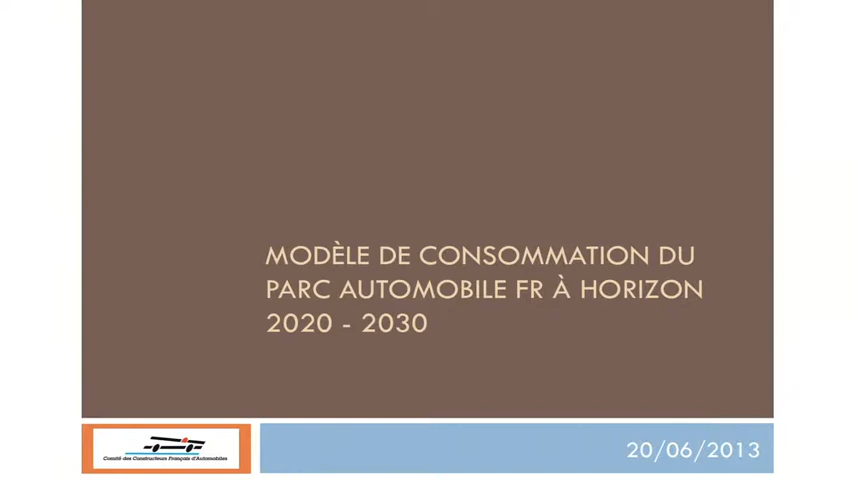 MODÈLE DE CONSOMMATION DU
PARC AUTOMOBILE FR À HORIZON
2020 - 2030
Comité des Constructeurs Français d'Automobiles
20/06/2013